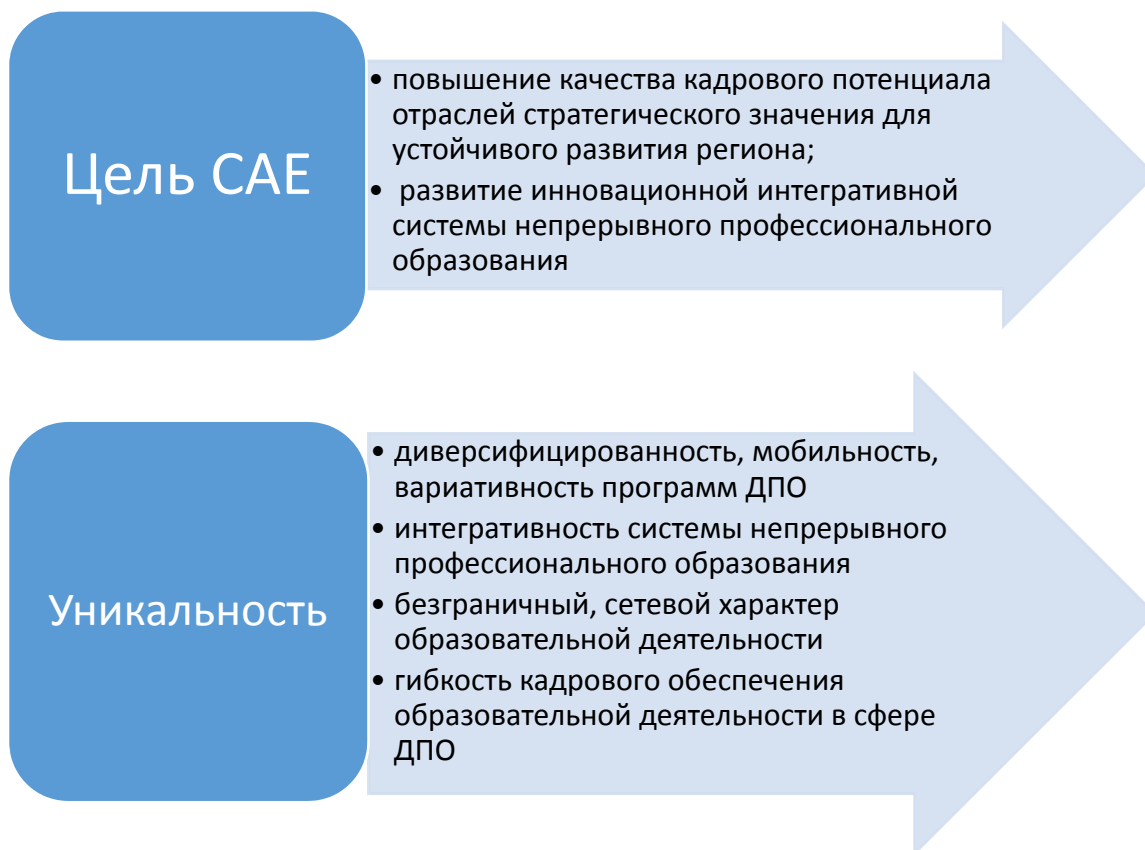 Цель САЕ
• повышение качества кадрового потенциала
отраслей стратегического значения для
устойчивого развития региона;
• развитие инновационной интегративной
системы непрерывного профессионального
образования
Уникальность
• диверсифицированность, мобильность,
вариативность программ ДПО
• интегративность системы непрерывного
профессионального образования
• безграничный, сетевой характер
образовательной деятельности
• гибкость кадрового обеспечения
образовательной деятельности в сфере
ДПО